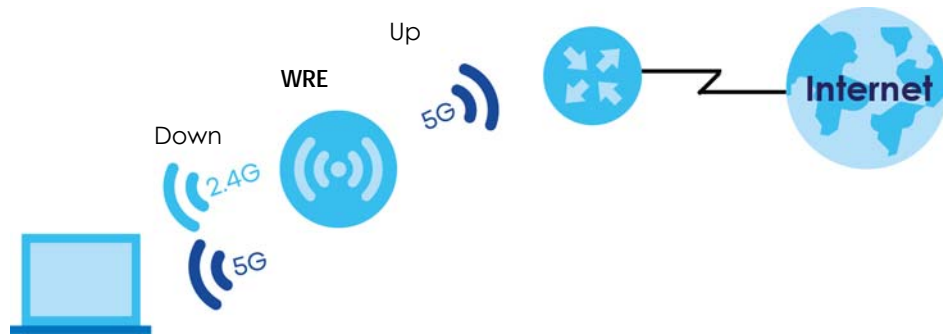 Up
WRE
5G
Internet
Down
2.4G
5G